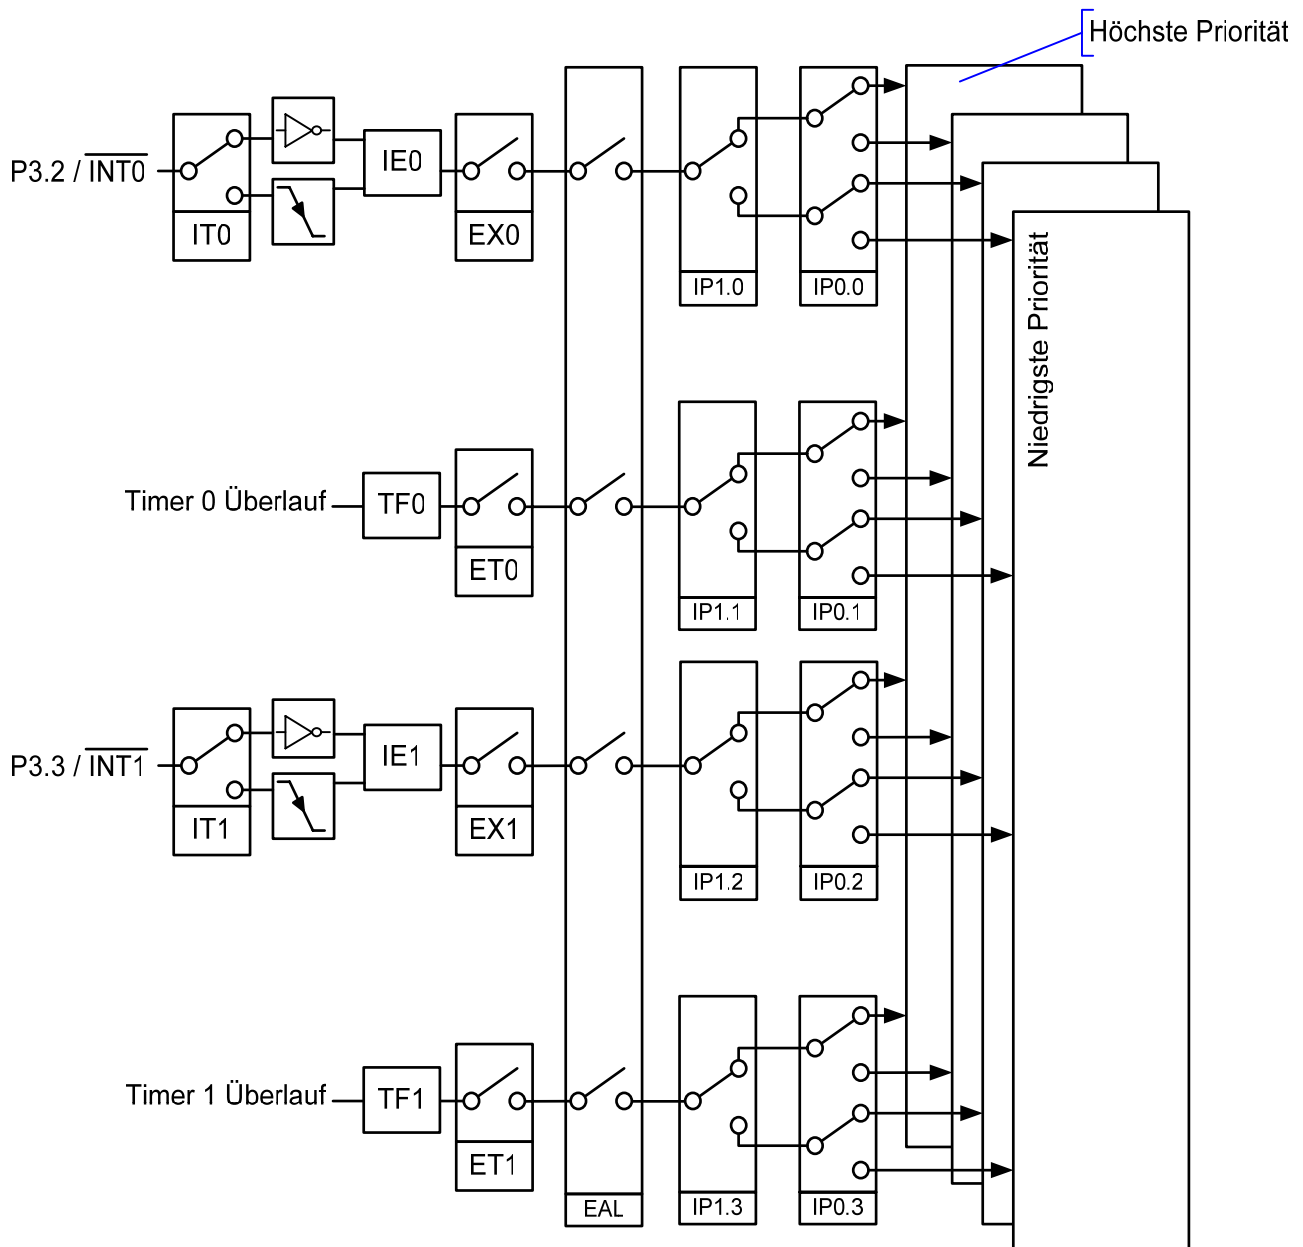 Höchste Priorität
P3.2 / INT0
IT0
IE0
EX0
IP1.0
IP0.0
Niedrigste Priorität
Timer 0 Überlauf
TF0
ET0
IP1.1
IP0.1
P3.3 / INT1
IT1
IE1
EX1
IP1.2
IP0.2
Timer 1 Überlauf
TF1
ET1
EAL
IP1.3
IP0.3